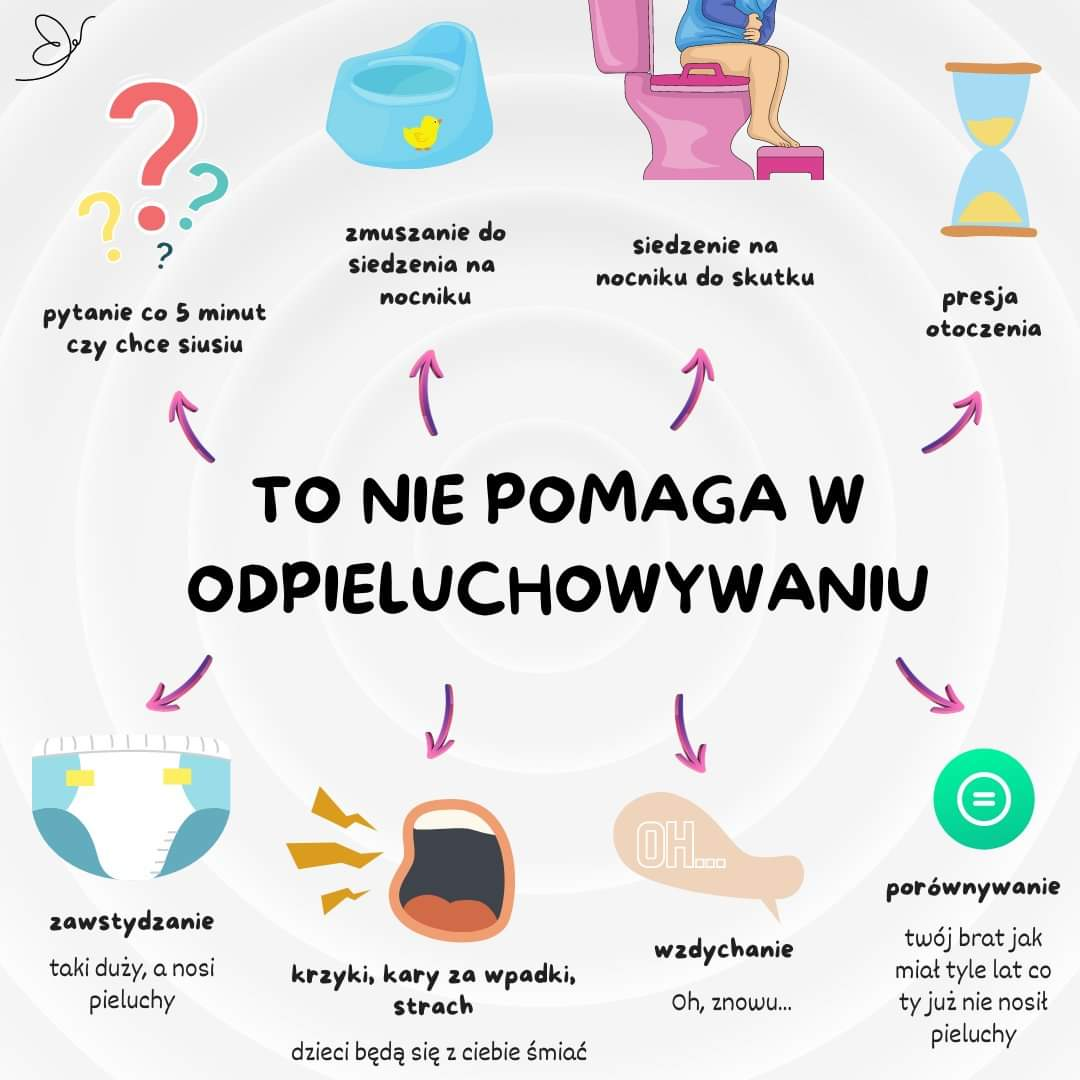 pytanie co 5 minut
czy chce siusiu
zmuszanie do
siedzenia na
nocniku
siedzenie na
nocniku do skutku
presja
otoczenia
TO NIE POMAGA W
ODPIELUCHOWYWANIU
zawstydzanie
taki duży, a nosi
pieluchy
krzyki, kary za wpadki,
strach
dzieci będą się z ciebie śmiać
OH...
wzdychanie
Oh, znowu...
porównywanie
twój brat jak
miał tyle lat co
ty już nie nosił
pieluchy